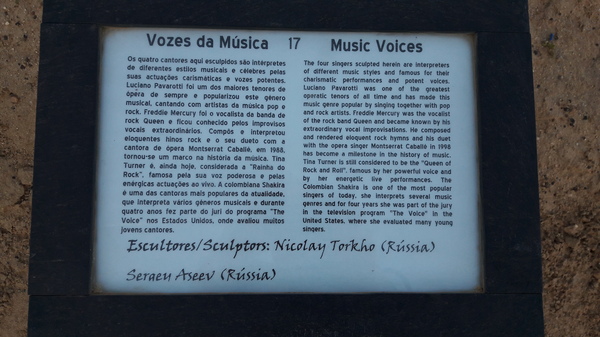 Vozes da Música 17 Music Voices
Os quatro cantores aqui esculpidos são intérpretes
de diferentes estilos musicais e célebres pelas
suas actuações carismáticas e vozes potentes.
Luciano Pavarotti foi um dos maiores tenores de
ópera de sempre e popularizou este género
musical, cantando com artistas da música pop e
rock. Freddie Mercury foi o vocalista da banda de
rock Queen e ficou conhecido pelos improvisos
vocais extraordinários. Compôs e interpretou
eloquentes hinos rock e o seu dueto com a
cantora de ópera Montserrat Caballé, em 1988,
tornou-se um marco na história da música. Tina
Turner é, ainda hoje, considerada a "Rainha do
Rock", famosa pela sua voz poderosa e pelas
enérgicas actuações ao vivo. A colombiana Shakira
é uma das cantoras mais populares da atualidade,
que interpreta vários géneros musicais e durante
quatro anos fez parte do juri do programa "The
Voice" nos Estados Unidos, onde avaliou muitos
jovens cantores.
The four singers sculpted herein are interpreters
of different music styles and famous for their
charismatic performances and potent voices.
Luciano Pavarotti was one of the greatest
operatic tenors of all time and has made this
music genre popular by singing together with pop
and rock artists. Freddie Mercury was the vocalist
of the rock band Queen and became known by his
extraordinary vocal improvisations. He composed
and rendered eloquent rock hymns and his duet
with the opera singer Montserrat Caballé in 1998
has become a milestone in the history of music.
Tina Turner is still considered to be the "Queen of
Rock and Roll", famous by her powerful voice and
by her energetic live performances. The
Colombian Shakira is one of the most popular
singers of today, she interprets several music
genres and for four years she was part of the jury
in the television program "The Voice" in the
United States, where she evaluated many young
singers.
Escultores/Sculptors: Nicolay Torkho (Rússia)
Sergey Aseev (Rússia)